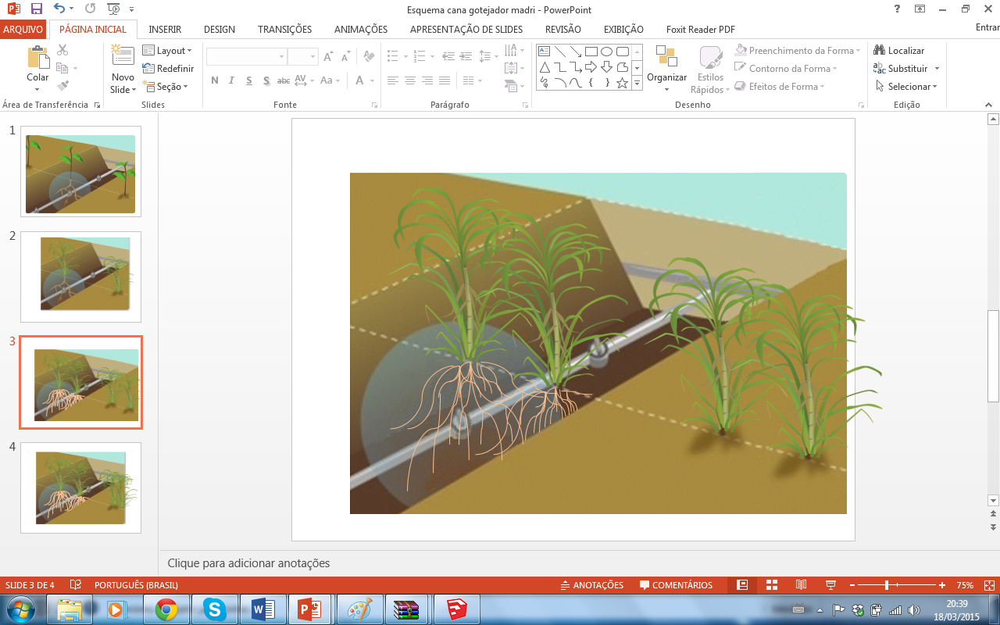 Esquema cana gotejador madri - PowerPoint
ARQUIVO PÁGINA INICIAL INSERIR DESIGN TRANSIÇÕES ANIMAÇÕES APRESENTAÇÃO DE SLIDES REVISÃO EXIBIÇÃO Foxit Reader PDF Entrar
Colar
Área de Transferência
Novo
Slide
Layout
Redefinir
Seção
Slides
N I S S abc AV Aa A
Fonte
Parágrafo
Organizar
Estilos
Rápidos
Preenchimento da Forma
Contorno da Forma
Efeitos de Forma
Desenho
Localizar
Substituir
Selecionar
Edição
1
2
3
4
Clique para adicionar anotações
SLIDE 3 DE 4 PORTUGUÊS (BRASIL) ANOTAÇÕES COMENTÁRIOS 75%
20:39
18/03/2015